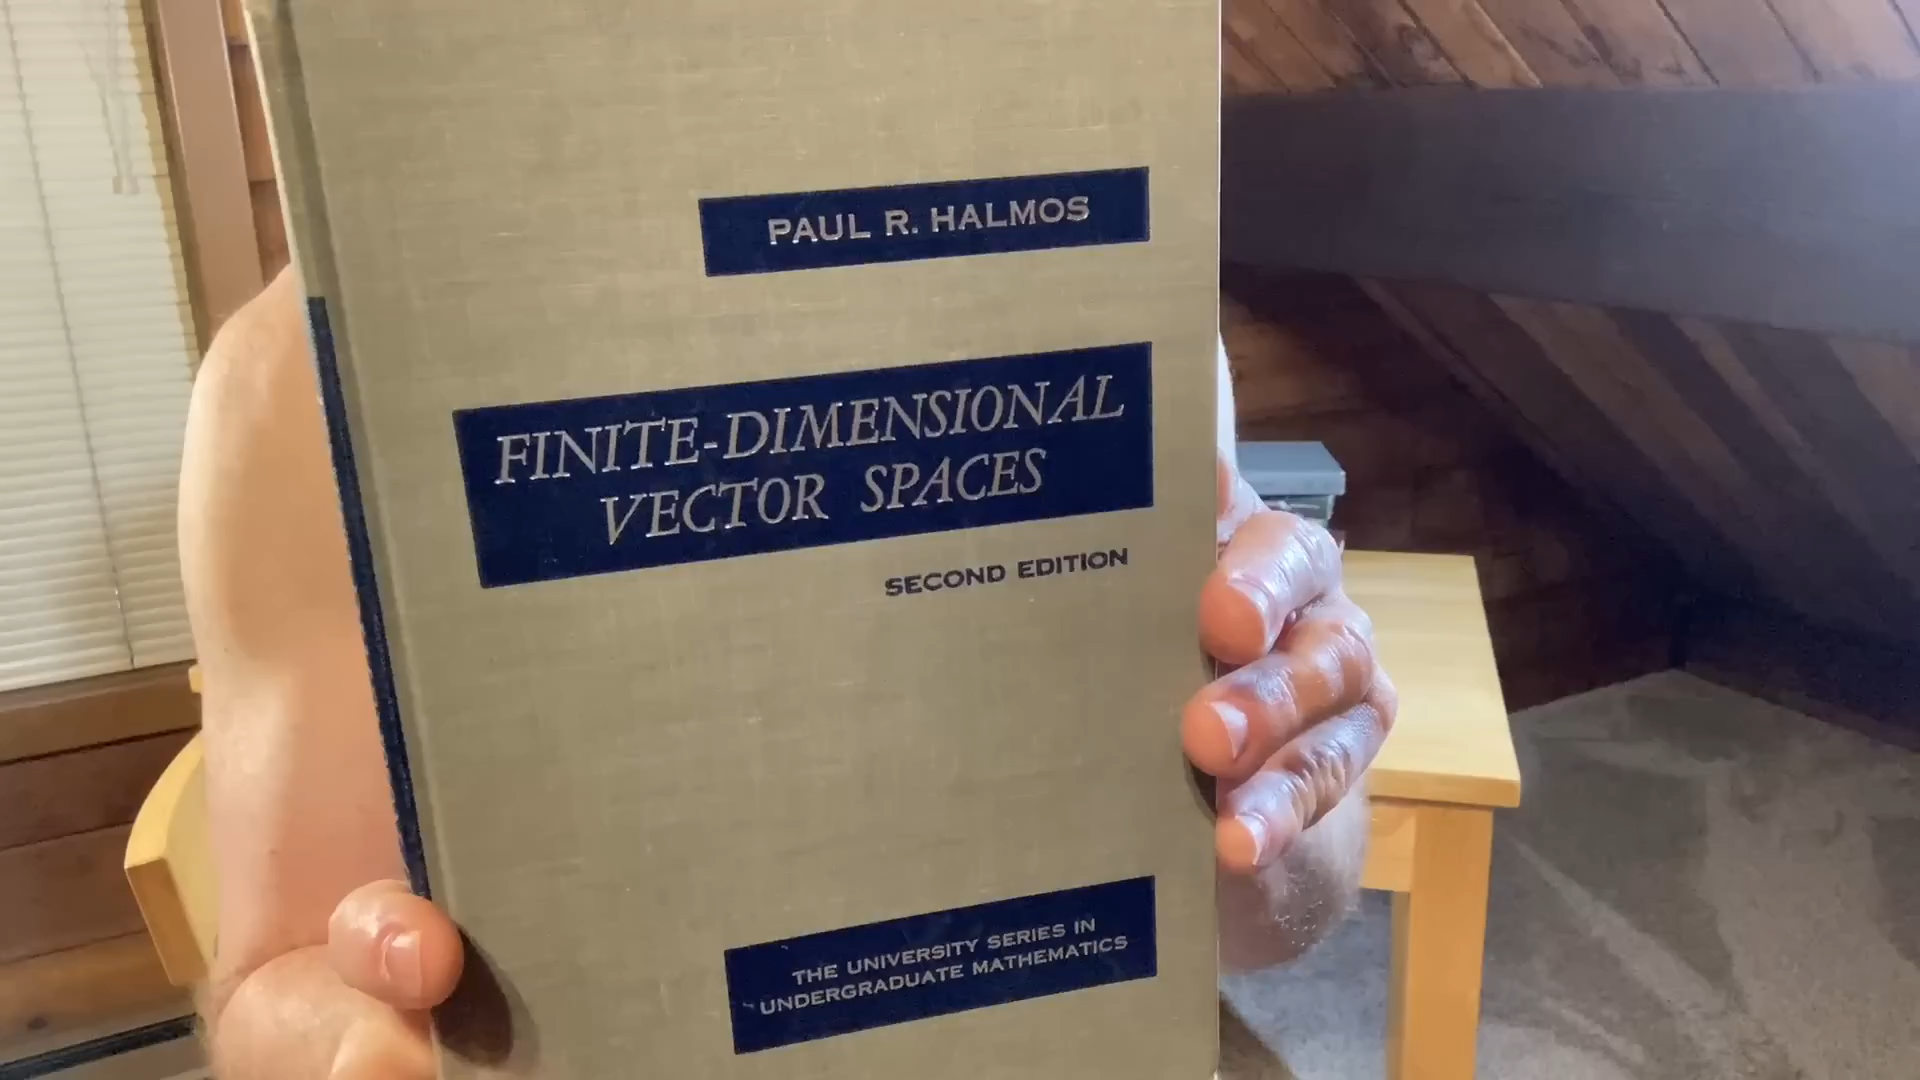 PAUL R. HALMOS
FINITE-DIMENSIONAL
VECTOR SPACES
SECOND EDITION
THE UNIVERSITY SERIES IN
UNDERGRADUATE MATHEMATICS